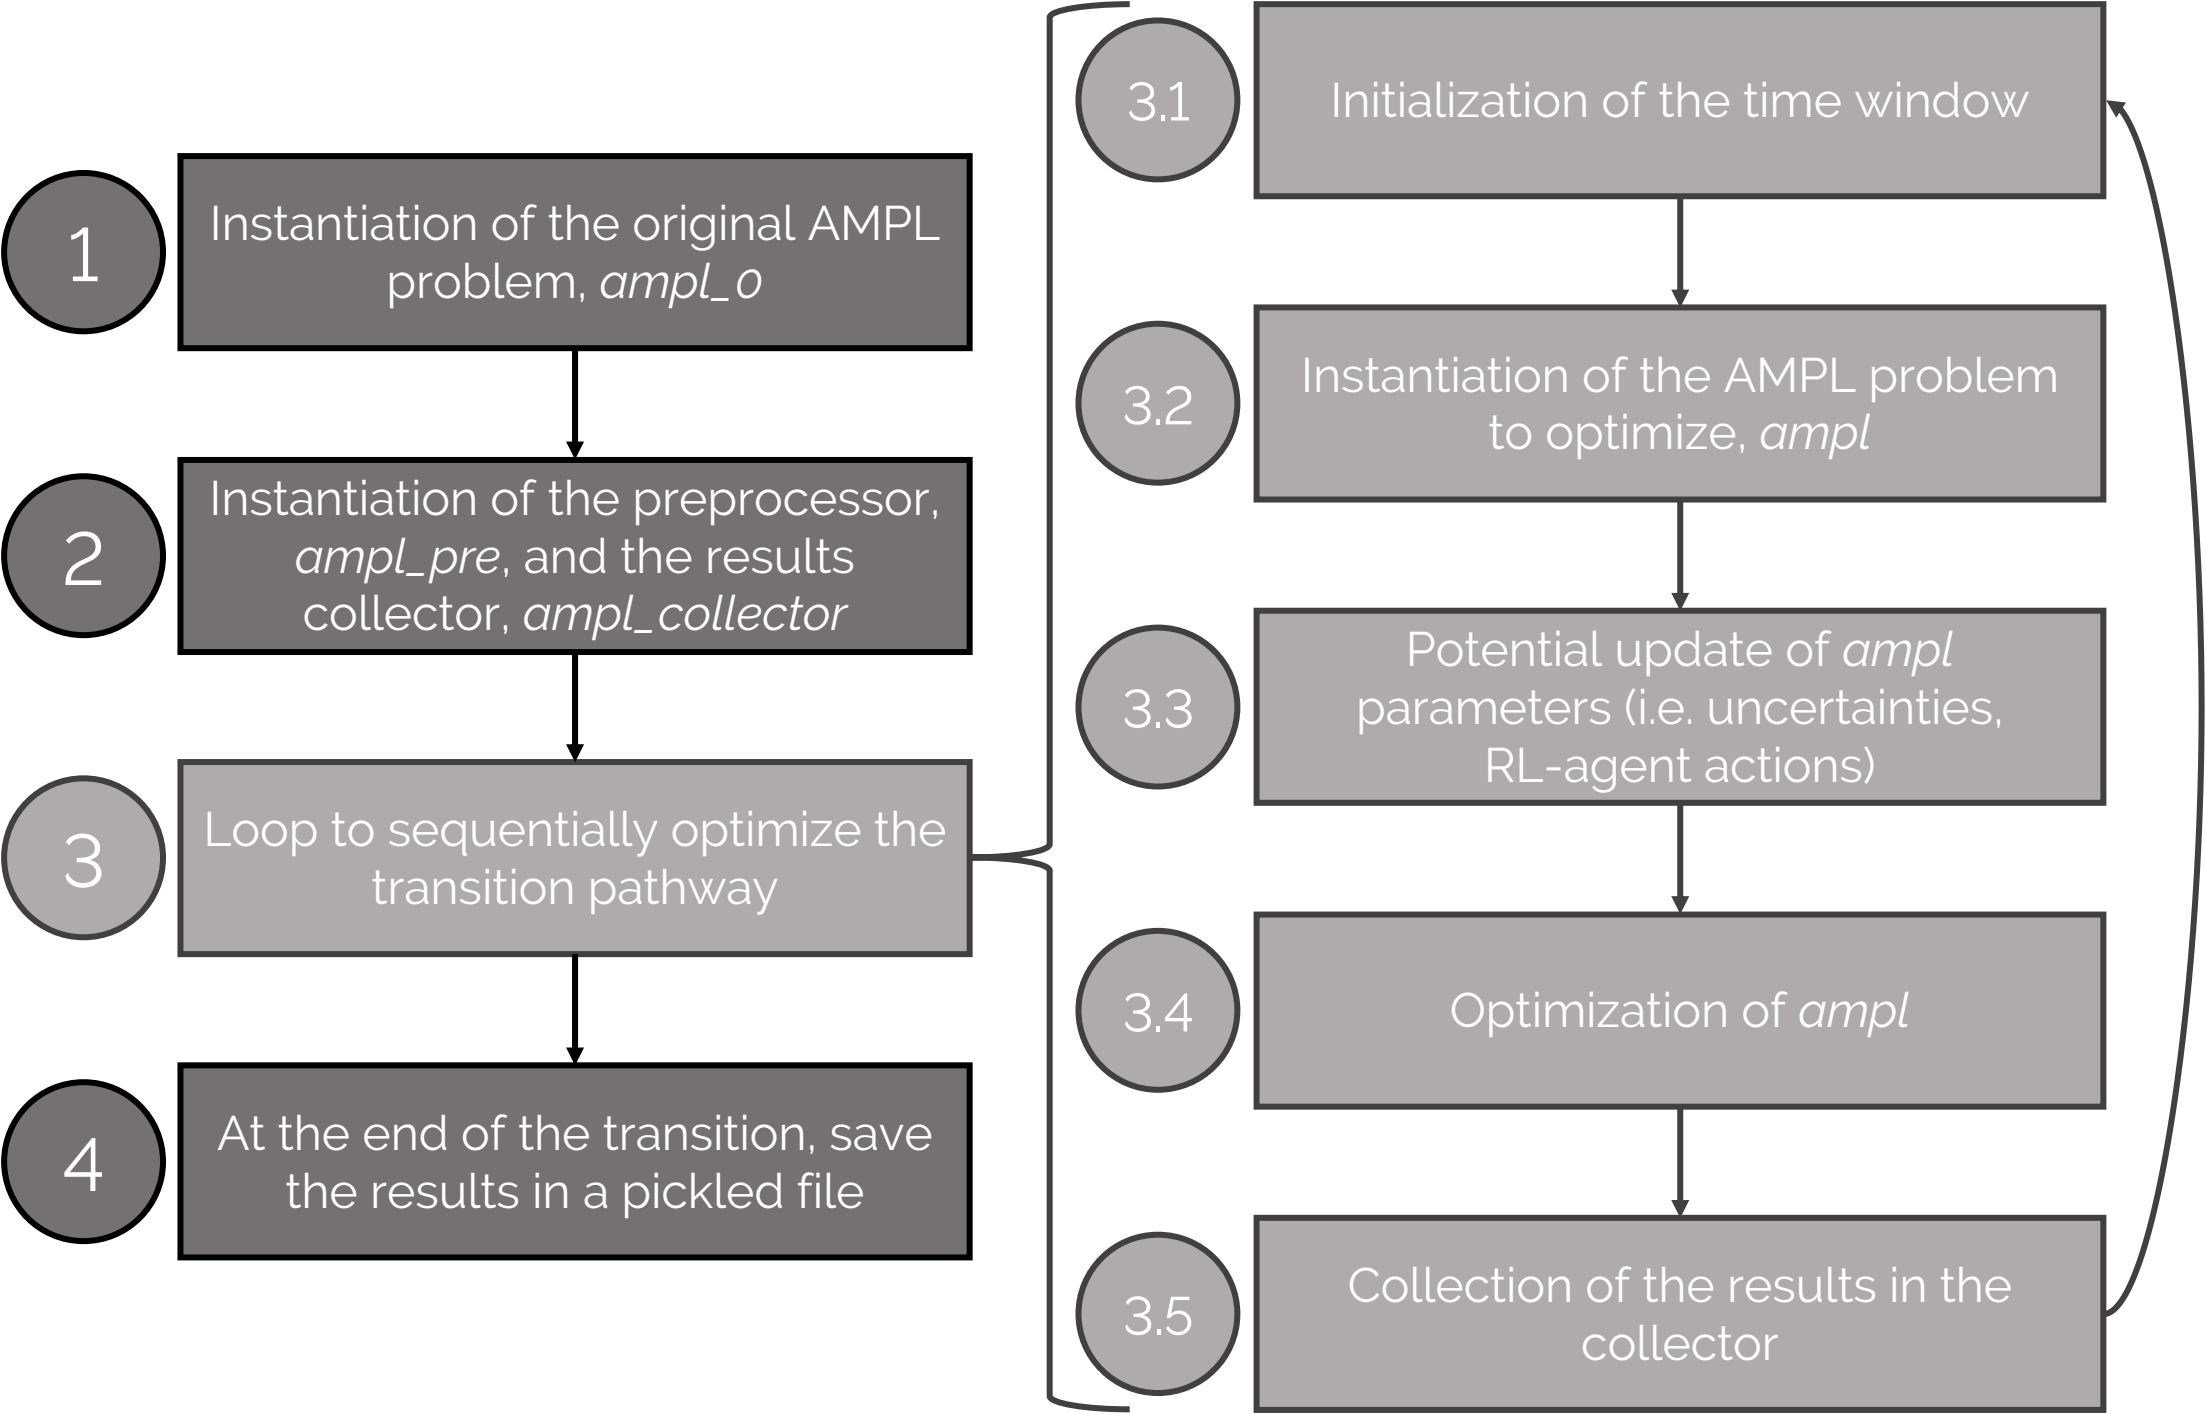 1
Instantiation of the original AMPL
problem, ampl_0
2
Instantiation of the preprocessor,
ampl_pre, and the results
collector, ampl_collector
3
Loop to sequentially optimize the
transition pathway
4
At the end of the transition, save
the results in a pickled file
3.1
Initialization of the time window
3.2
Instantiation of the AMPL problem
to optimize, ampl
3.3
Potential update of ampl
parameters (i.e. uncertainties,
RL-agent actions)
3.4
Optimization of ampl
3.5
Collection of the results in the
collector